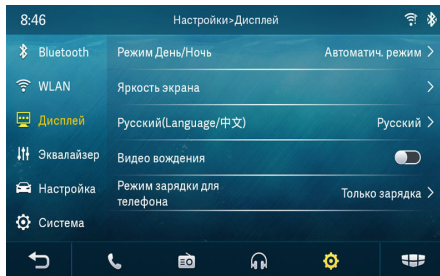 8:46
Настройки>Дисплей
Bluetooth
Режим День/Ночь
Автоматич. режим >
WLAN
Яркость экрана
>
Дисплей
Русский(Language/中文)
Русский >
Эквалайзер
Видео вождения
Настройка
Режим зарядки для
телефона
Только зарядка >
Система